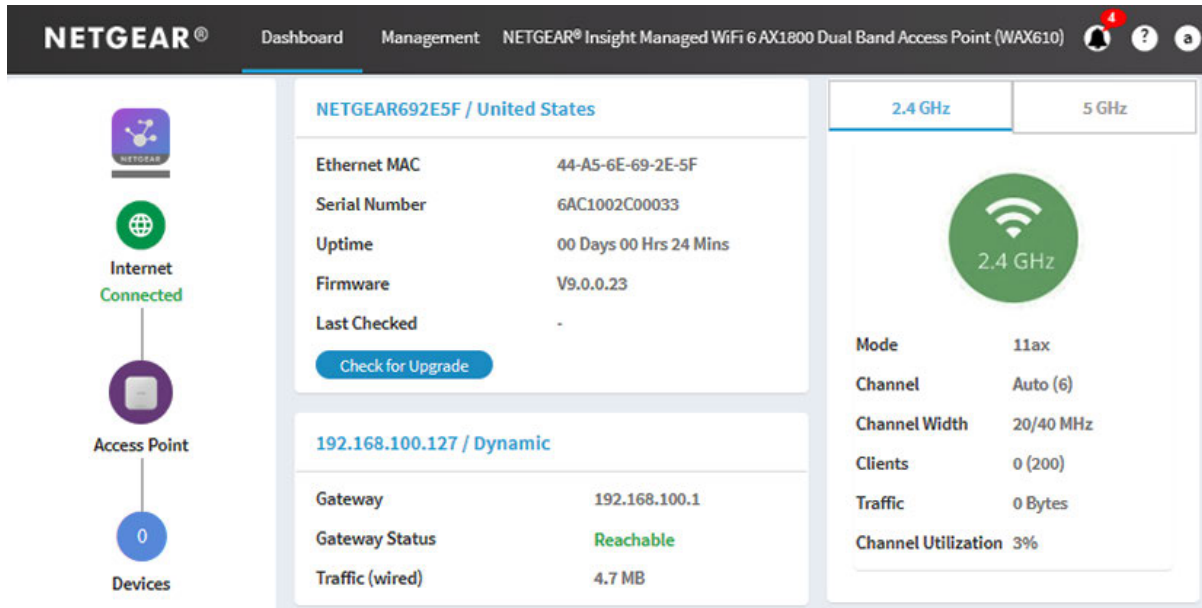 NETGEAR® Dashboard Management NETGEAR® Insight Managed WiFi 6 AX1800 Dual Band Access Point (WAX610) 4 ? a
NETGEAR
Internet
Connected
Access Point
0
Devices
NETGEAR692E5F / United States
Ethernet MAC 44-A5-6E-69-2E-5F
Serial Number 6AC1002C00033
Uptime 00 Days 00 Hrs 24 Mins
Firmware V9.0.0.23
Last Checked -
Check for Upgrade
192.168.100.127 / Dynamic
Gateway 192.168.100.1
Gateway Status Reachable
Traffic (wired) 4.7 MB
2.4 GHz 5 GHz
2.4 GHz
Mode 11ax
Channel Auto (6)
Channel Width 20/40 MHz
Clients 0 (200)
Traffic 0 Bytes
Channel Utilization 3%